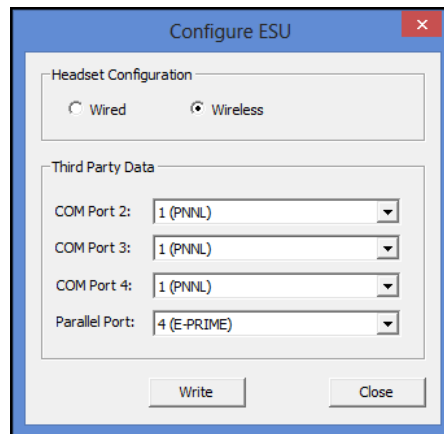 Configure ESU
Headset Configuration
Wired Wireless
Third Party Data
COM Port 2: 1 (PNNL)
COM Port 3: 1 (PNNL)
COM Port 4: 1 (PNNL)
Parallel Port: 4 (E-PRIME)
Write Close